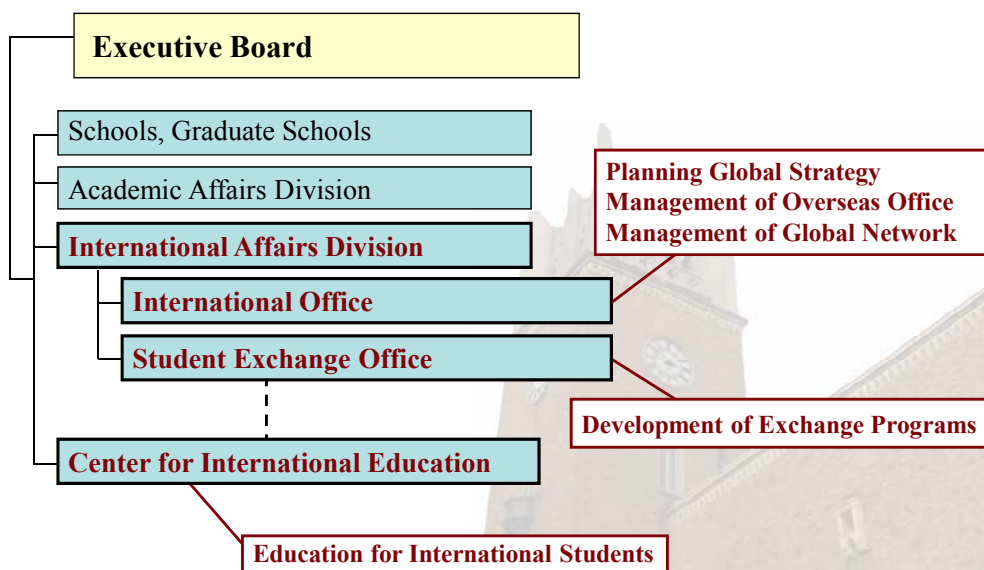 Executive Board
Schools, Graduate Schools
Academic Affairs Division
International Affairs Division
International Office
Student Exchange Office
Center for International Education
Planning Global Strategy
Management of Overseas Office
Management of Global Network
Development of Exchange Programs
Education for International Students